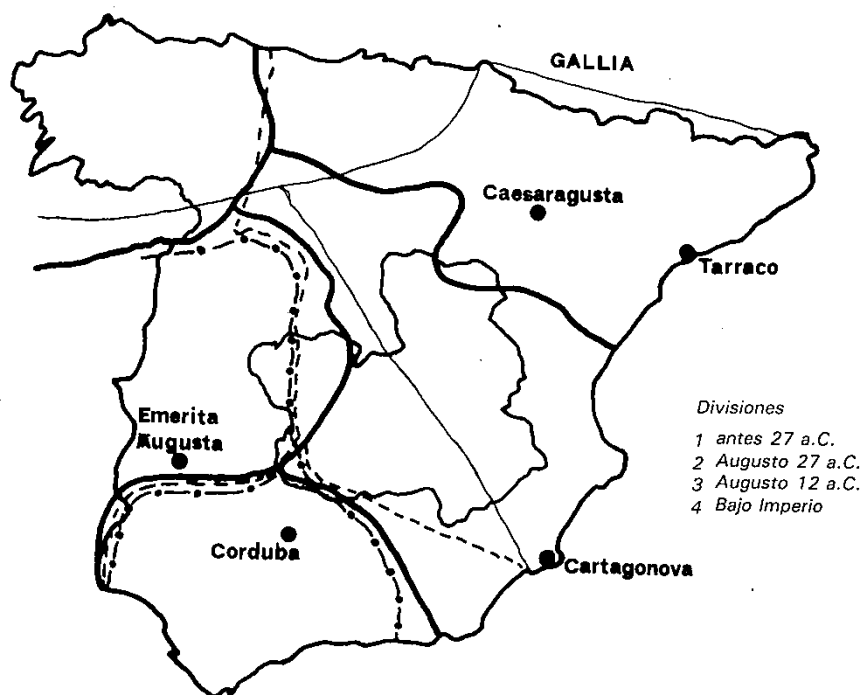 GALLIA
Caesaragusta
Tarraco
Emerita
Augusta
Corduba
Cartagonova
Divisiones
1 antes 27 a.C.
2 Augusto 27 a.C.
3 Augusto 12 a.C.
4 Bajo Imperio